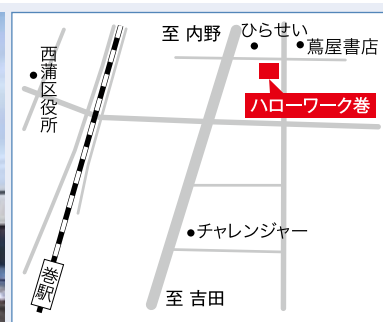 至 内野
ひらせい
蔦屋書店
西蒲区役所
ハローワーク巻
チャレンジャー
巻駅
至 吉田